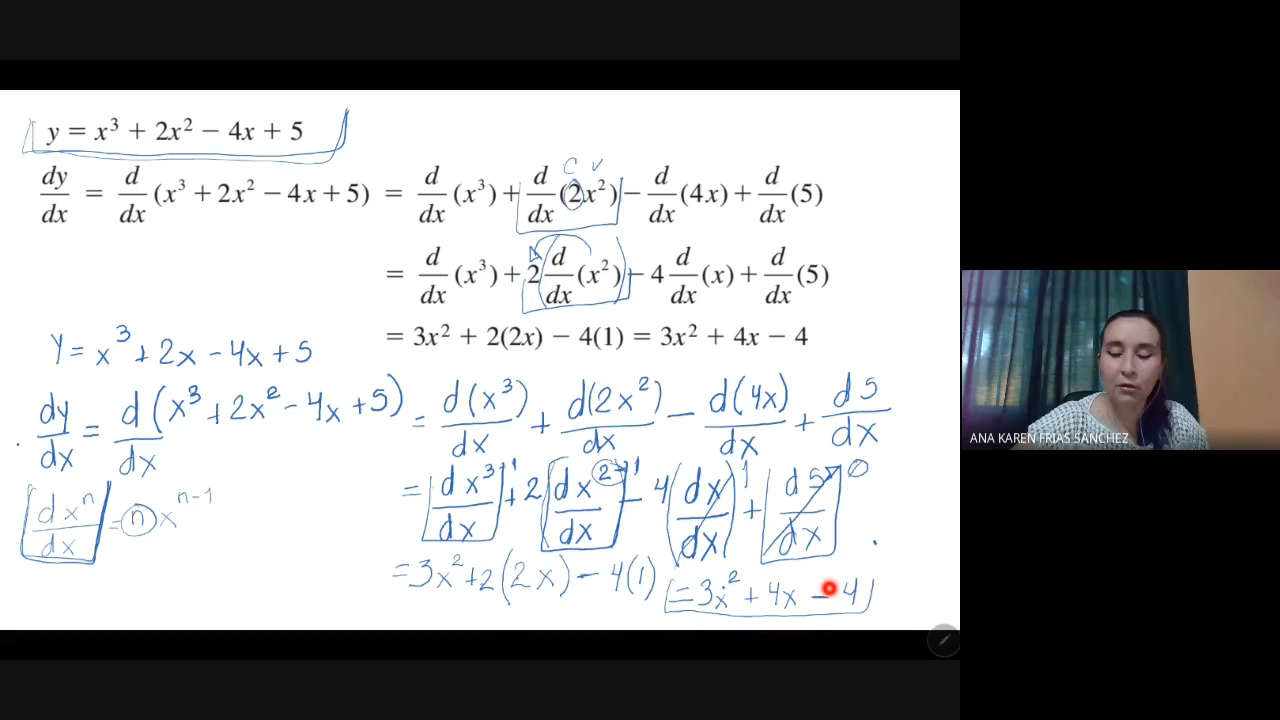 y = x³ + 2x² − 4x + 5
dy/dx = d/dx (x³ + 2x² − 4x + 5) = d/dx (x³) + d/dx (2x²) − d/dx (4x) + d/dx (5)
C V
= d/dx (x³) + 2 d/dx (x²) − 4 d/dx (x) + d/dx (5)
= 3x² + 2(2x) − 4(1) = 3x² + 4x − 4
Y = x³ + 2x − 4x + 5
dy/dx = d/dx (x³ + 2x² − 4x + 5) = d(x³)/dx + d(2x²)/dx − d(4x)/dx + d5/dx
= dx³/dx + 2 dx²/dx − 4 (dx/dx) 1 + d5/dx 0
dxⁿ/dx = n xⁿ⁻¹
= 3x² + 2(2x) − 4(1) = 3x² + 4x − 4
ANA KAREN FRIAS SANCHEZ